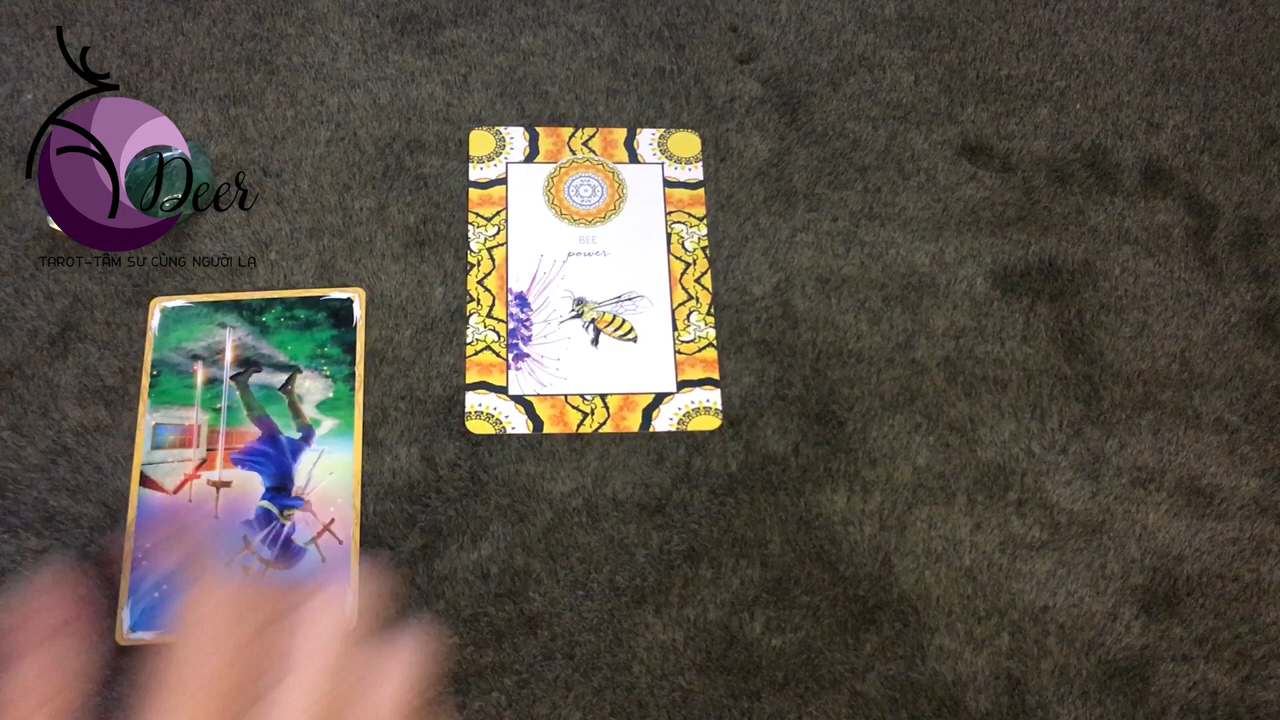 Deer
TAROT-TÂM SỰ CÙNG NGƯỜI LẠ
BEE
power